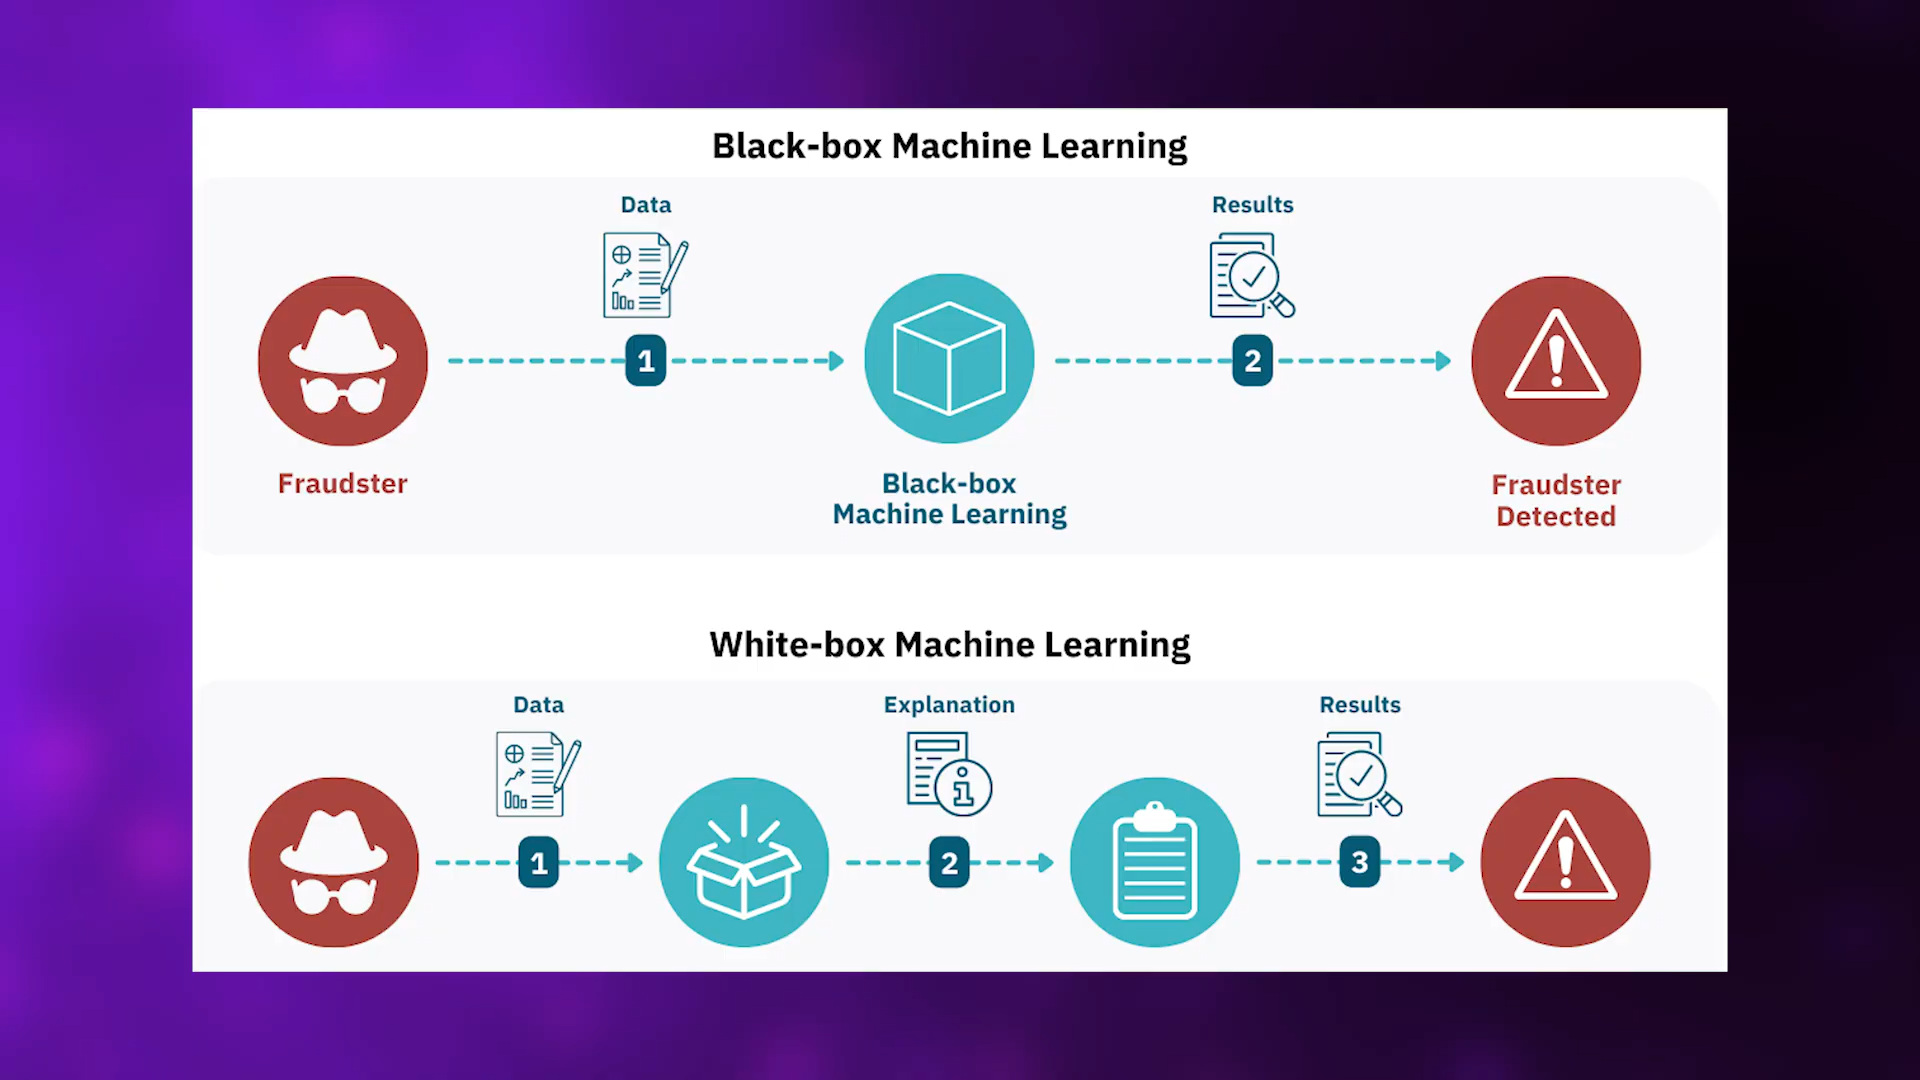 Black-box Machine Learning
Data
Results
1
2
Fraudster
Black-box
Machine Learning
Fraudster
Detected
White-box Machine Learning
Data
Explanation
Results
1
2
3